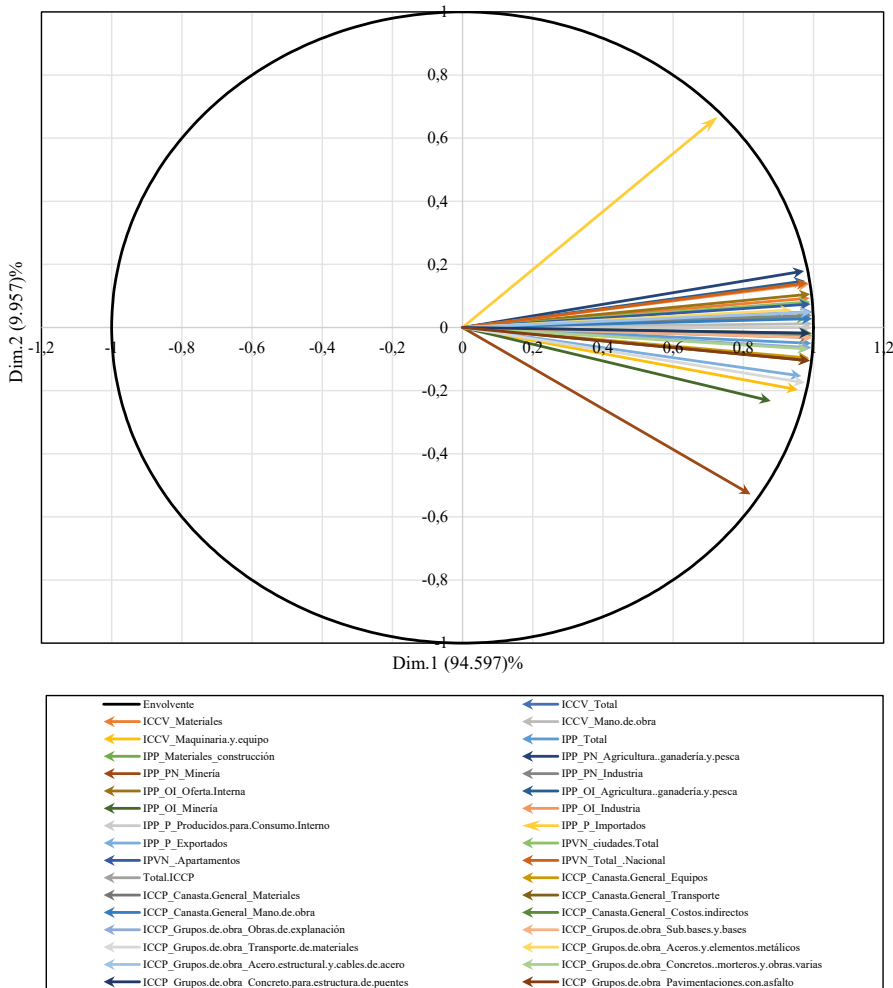 1
0,8
0,6
0,4
0,2
0
-1,2 -1 -0,8 -0,6 -0,4 -0,2 0 0,2 0,4 0,6 0,8 1 1,2
-0,2
-0,4
-0,6
-0,8
-1
Dim.2 (9.957)%
Dim.1 (94.597)%
Envolvente ICCV_Total
ICCV_Materiales ICCV_Mano.de.obra
ICCV_Maquinaria.y.equipo IPP_Total
IPP_Materiales_construcción IPP_PN_Agricultura..ganadería.y.pesca
IPP_PN_Minería IPP_PN_Industria
IPP_OI_Oferta.Interna IPP_OI_Agricultura..ganadería.y.pesca
IPP_OI_Minería IPP_OI_Industria
IPP_P_Producidos.para.Consumo.Interno IPP_P_Importados
IPP_P_Exportados IPVN_ciudades.Total
IPVN_.Apartamentos IPVN_Total_.Nacional
Total.ICCP ICCP_Canasta.General_Equipos
ICCP_Canasta.General_Materiales ICCP_Canasta.General_Transporte
ICCP_Canasta.General_Mano.de.obra ICCP_Canasta.General_Costos.indirectos
ICCP_Grupos.de.obra_Obras.de.explanación ICCP_Grupos.de.obra_Sub.bases.y.bases
ICCP_Grupos.de.obra_Transporte.de.materiales ICCP_Grupos.de.obra_Aceros.y.elementos.metálicos
ICCP_Grupos.de.obra_Acero.estructural.y.cables.de.acero ICCP_Grupos.de.obra_Concretos..morteros.y.obras.varias
ICCP_Grupos.de.obra_Concreto.para.estructura.de.puentes ICCP_Grupos.de.obra_Pavimentaciones.con.asfalto